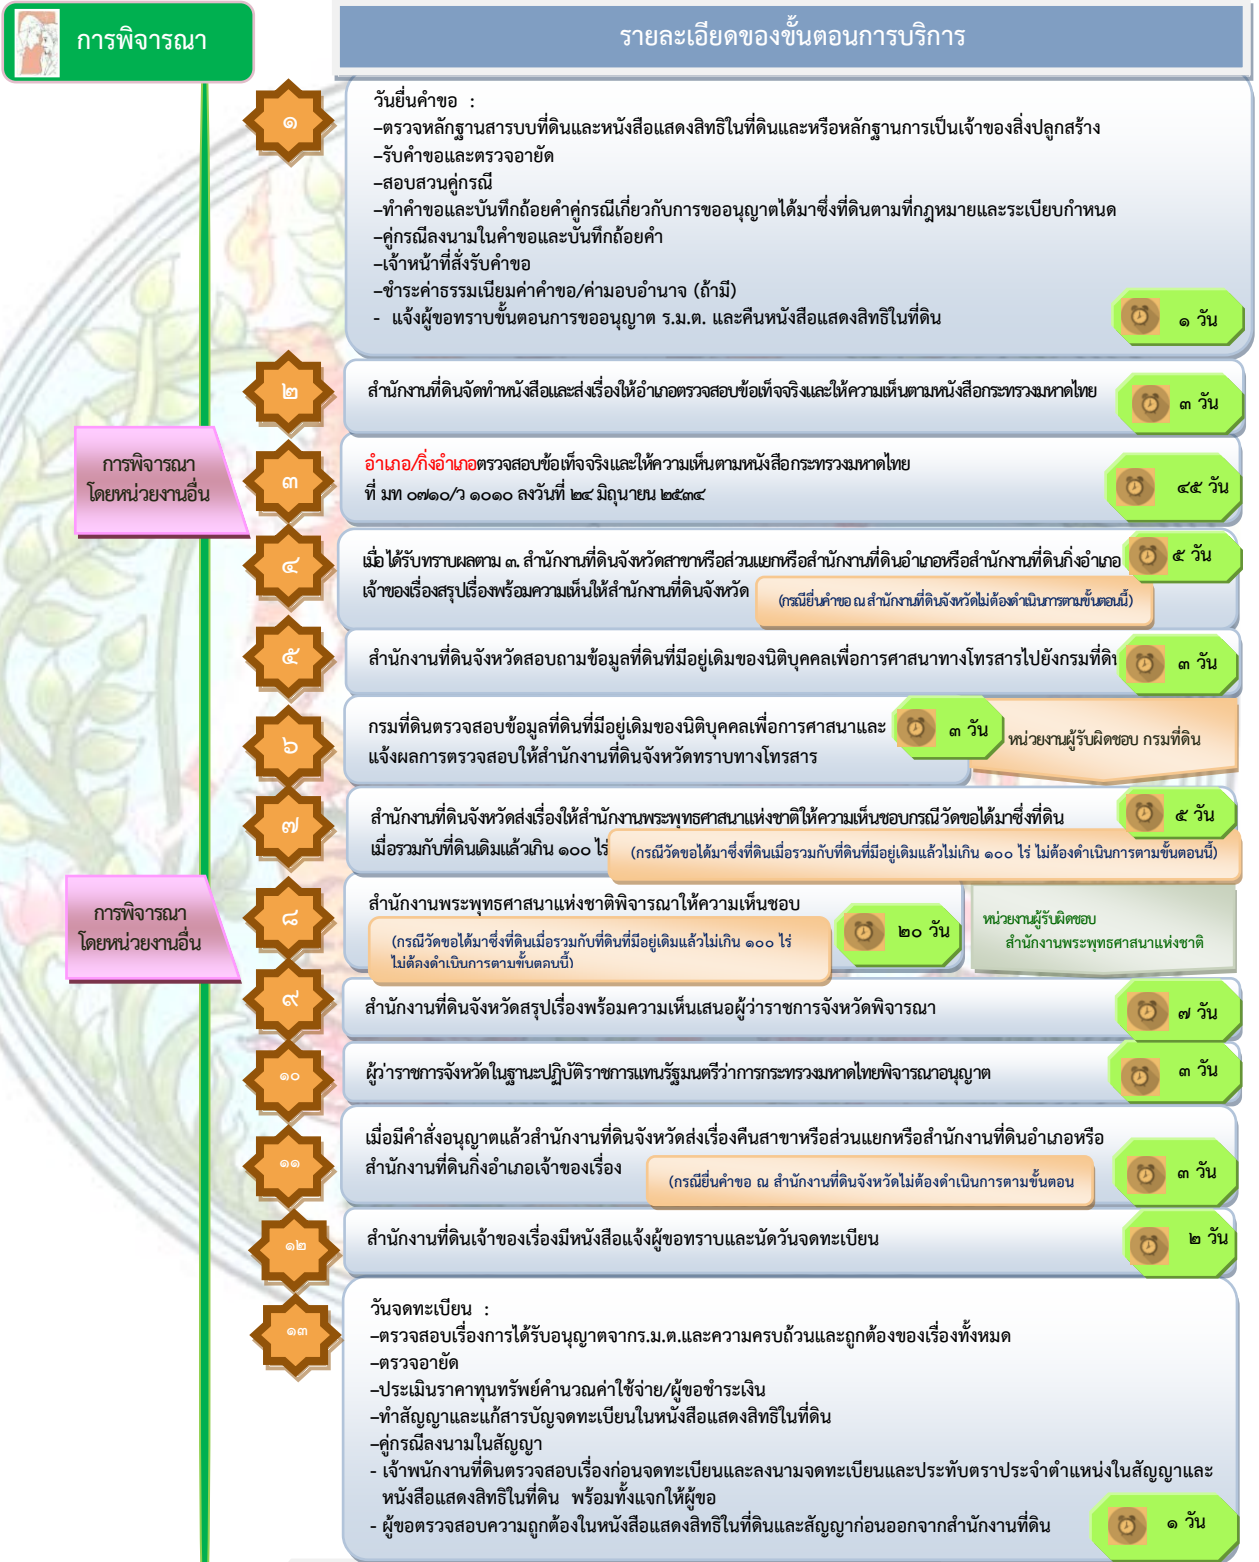 การพิจารณา
รายละเอียดของขั้นตอนการบริการ
๑
วันยื่นคำขอ :
–ตรวจหลักฐานสารบบที่ดินและหนังสือแสดงสิทธิในที่ดินและหรือหลักฐานการเป็นเจ้าของสิ่งปลูกสร้าง
–รับคำขอและตรวจอายัด
–สอบสวนคู่กรณี
–ทำคำขอและบันทึกถ้อยคำคู่กรณีเกี่ยวกับการขออนุญาตได้มาซึ่งที่ดินตามที่กฎหมายและระเบียบกำหนด
–คู่กรณีลงนามในคำขอและบันทึกถ้อยคำ
–เจ้าหน้าที่สั่งรับคำขอ
–ชำระค่าธรรมเนียมค่าคำขอ/ค่ามอบอำนาจ (ถ้ามี)
- แจ้งผู้ขอทราบขั้นตอนการขออนุญาต ร.ม.ต. และคืนหนังสือแสดงสิทธิในที่ดิน
๑ วัน
๒
สำนักงานที่ดินจัดทำหนังสือและส่งเรื่องให้อำเภอตรวจสอบข้อเท็จจริงและให้ความเห็นตามหนังสือกระทรวงมหาดไทย
๓ วัน
การพิจารณา
โดยหน่วยงานอื่น
๓
อำเภอ/กิ่งอำเภอตรวจสอบข้อเท็จจริงและให้ความเห็นตามหนังสือกระทรวงมหาดไทย
ที่ มท ๐๗๑๐/ว ๑๐๑๐ ลงวันที่ ๒๔ มิถุนายน ๒๕๓๔
๔๕ วัน
๔
เมื่อได้รับทราบผลตาม ๓. สำนักงานที่ดินจังหวัดสาขาหรือส่วนแยกหรือสำนักงานที่ดินอำเภอหรือสำนักงานที่ดินกิ่งอำเภอ
เจ้าของเรื่องสรุปเรื่องพร้อมความเห็นให้สำนักงานที่ดินจังหวัด
(กรณียื่นคำขอ ณ สำนักงานที่ดินจังหวัดไม่ต้องดำเนินการตามขั้นตอนนี้)
๕ วัน
๕
สำนักงานที่ดินจังหวัดสอบถามข้อมูลที่ดินที่มีอยู่เดิมของนิติบุคคลเพื่อการศาสนาทางโทรสารไปยังกรมที่ดิน
๓ วัน
๖
กรมที่ดินตรวจสอบข้อมูลที่ดินที่มีอยู่เดิมของนิติบุคคลเพื่อการศาสนาและ
แจ้งผลการตรวจสอบให้สำนักงานที่ดินจังหวัดทราบทางโทรสาร
๓ วัน
หน่วยงานผู้รับผิดชอบ กรมที่ดิน
๗
สำนักงานที่ดินจังหวัดส่งเรื่องให้สำนักงานพระพุทธศาสนาแห่งชาติให้ความเห็นชอบกรณีวัดขอได้มาซึ่งที่ดิน
เมื่อรวมกับที่ดินเดิมแล้วเกิน ๑๐๐ ไร่
(กรณีวัดขอได้มาซึ่งที่ดินเมื่อรวมกับที่ดินที่มีอยู่เดิมแล้วไม่เกิน ๑๐๐ ไร่ ไม่ต้องดำเนินการตามขั้นตอนนี้)
๕ วัน
การพิจารณา
โดยหน่วยงานอื่น
๘
สำนักงานพระพุทธศาสนาแห่งชาติพิจารณาให้ความเห็นชอบ
(กรณีวัดขอได้มาซึ่งที่ดินเมื่อรวมกับที่ดินที่มีอยู่เดิมแล้วไม่เกิน ๑๐๐ ไร่
ไม่ต้องดำเนินการตามขั้นตอนนี้)
๒๐ วัน
หน่วยงานผู้รับผิดชอบ
สำนักงานพระพุทธศาสนาแห่งชาติ
๙
สำนักงานที่ดินจังหวัดสรุปเรื่องพร้อมความเห็นเสนอผู้ว่าราชการจังหวัดพิจารณา
๗ วัน
๑๐
ผู้ว่าราชการจังหวัดในฐานะปฏิบัติราชการแทนรัฐมนตรีว่าการกระทรวงมหาดไทยพิจารณาอนุญาต
๓ วัน
๑๑
เมื่อมีคำสั่งอนุญาตแล้วสำนักงานที่ดินจังหวัดส่งเรื่องคืนสาขาหรือส่วนแยกหรือสำนักงานที่ดินอำเภอหรือ
สำนักงานที่ดินกิ่งอำเภอเจ้าของเรื่อง
(กรณียื่นคำขอ ณ สำนักงานที่ดินจังหวัดไม่ต้องดำเนินการตามขั้นตอน
๓ วัน
๑๒
สำนักงานที่ดินเจ้าของเรื่องมีหนังสือแจ้งผู้ขอทราบและนัดวันจดทะเบียน
๒ วัน
๑๓
วันจดทะเบียน :
–ตรวจสอบเรื่องการได้รับอนุญาตจากร.ม.ต.และความครบถ้วนและถูกต้องของเรื่องทั้งหมด
–ตรวจอายัด
–ประเมินราคาทุนทรัพย์คำนวณค่าใช้จ่าย/ผู้ขอชำระเงิน
–ทำสัญญาและแก้สารบัญจดทะเบียนในหนังสือแสดงสิทธิในที่ดิน
–คู่กรณีลงนามในสัญญา
- เจ้าพนักงานที่ดินตรวจสอบเรื่องก่อนจดทะเบียนและลงนามจดทะเบียนและประทับตราประจำตำแหน่งในสัญญาและ
หนังสือแสดงสิทธิในที่ดิน พร้อมทั้งแจกให้ผู้ขอ
- ผู้ขอตรวจสอบความถูกต้องในหนังสือแสดงสิทธิในที่ดินและสัญญาก่อนออกจากสำนักงานที่ดิน
๑ วัน